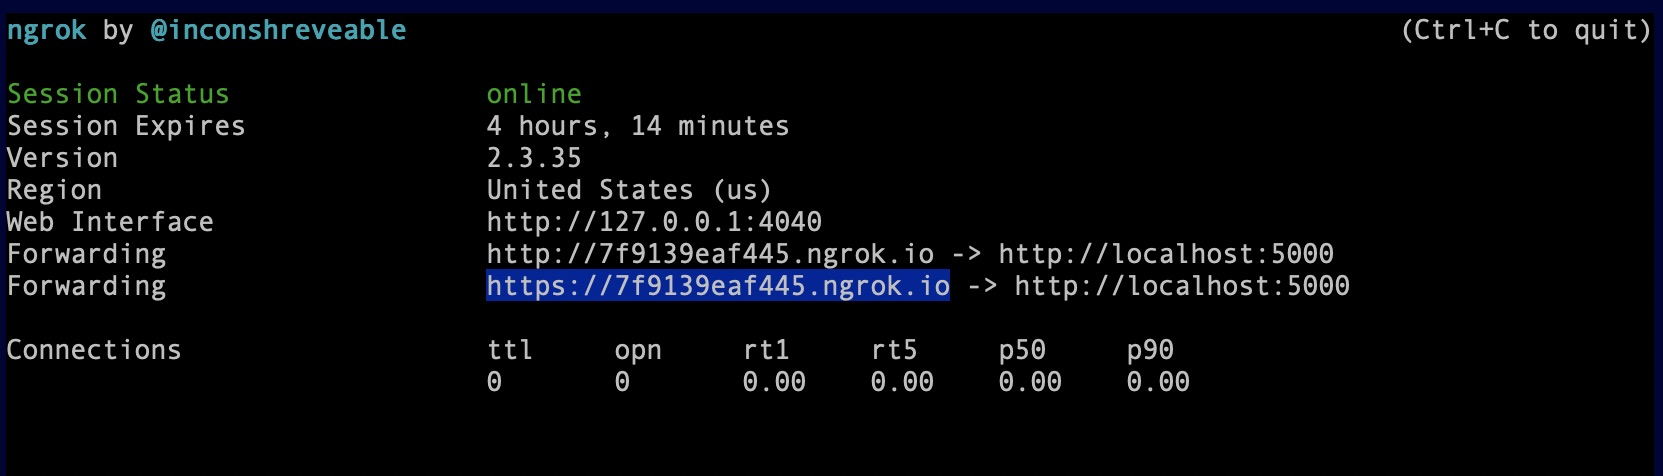 ngrok by @inconshreveable (Ctrl+C to quit)
Session Status online
Session Expires 4 hours, 14 minutes
Version 2.3.35
Region United States (us)
Web Interface http://127.0.0.1:4040
Forwarding http://7f9139eaf445.ngrok.io -> http://localhost:5000
Forwarding https://7f9139eaf445.ngrok.io -> http://localhost:5000
Connections ttl opn rt1 rt5 p50 p90
0 0 0.00 0.00 0.00 0.00